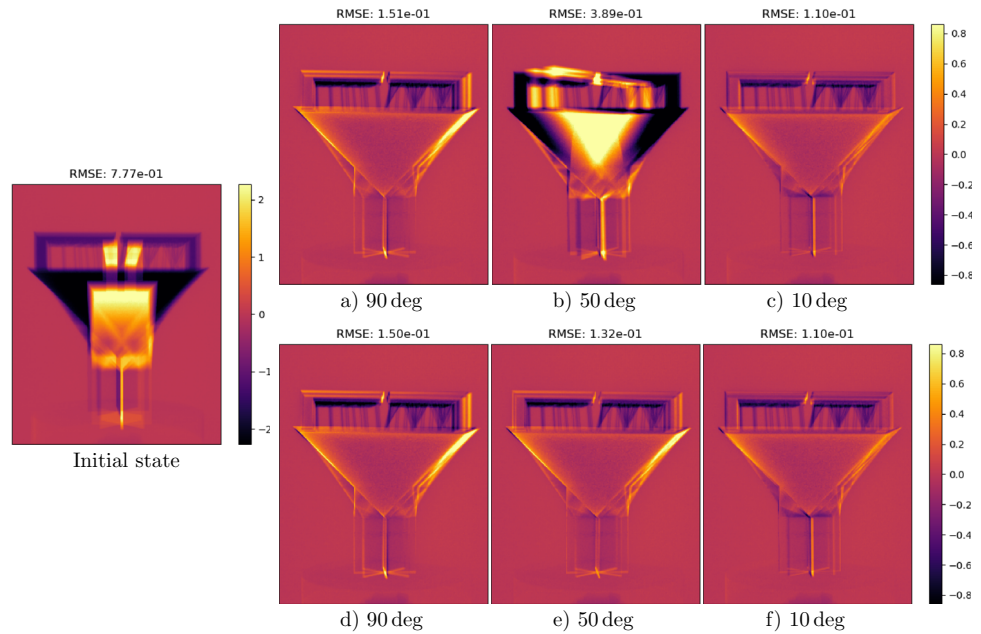 RMSE: 1.51e-01
RMSE: 3.89e-01
RMSE: 1.10e-01
0.8
0.6
0.4
0.2
0.0
−0.2
−0.4
−0.6
−0.8
a) 90 deg
b) 50 deg
c) 10 deg
RMSE: 7.77e-01
2
1
0
−1
−2
Initial state
RMSE: 1.50e-01
RMSE: 1.32e-01
RMSE: 1.10e-01
0.8
0.6
0.4
0.2
0.0
−0.2
−0.4
−0.6
−0.8
d) 90 deg
e) 50 deg
f) 10 deg